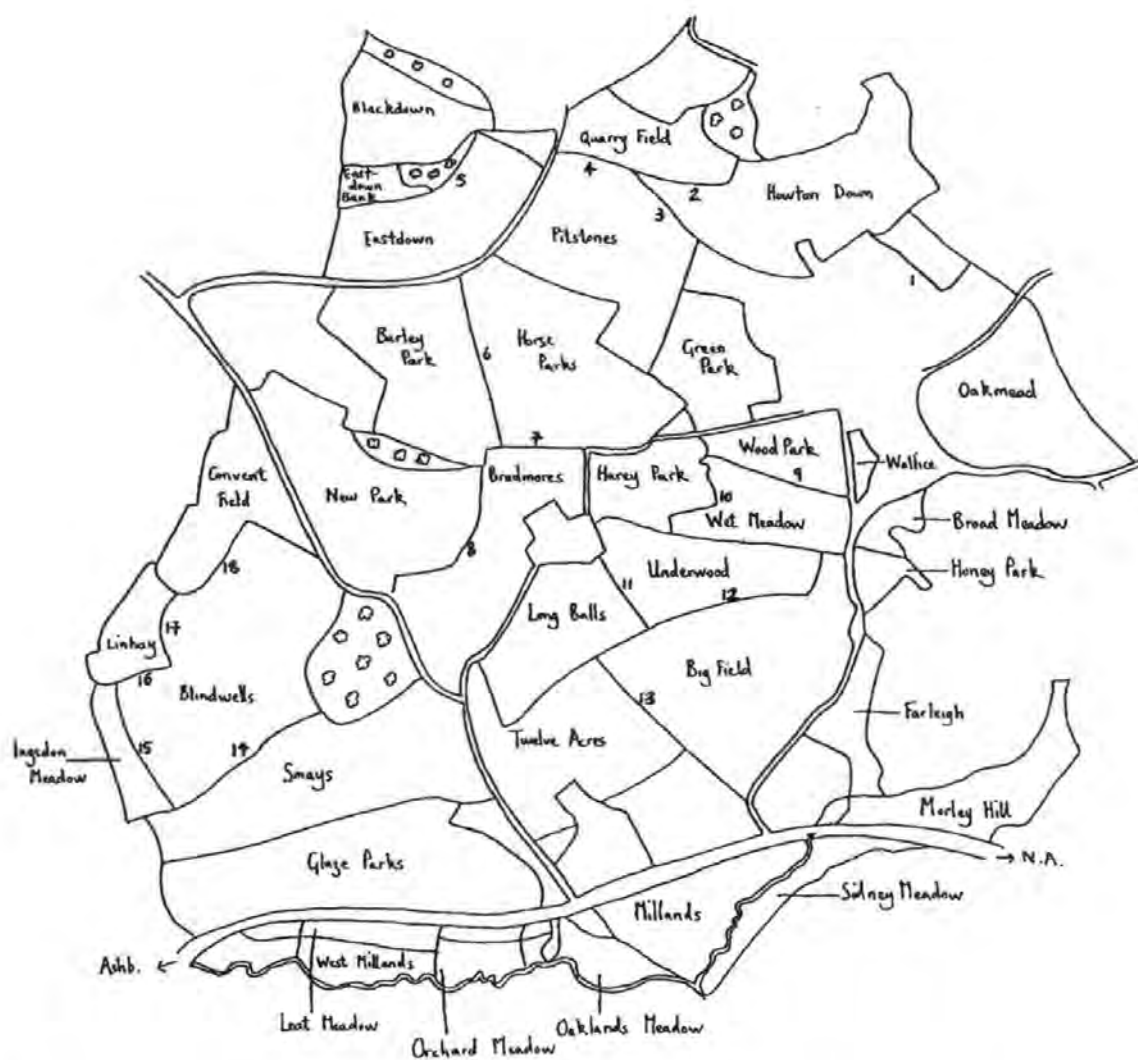 Blackdown
Quarry Field
4
East-
down
Bank
5
2
Howton Down
3
Eastdown
Pitstones
1
Barley
Park
6
Horse
Parks
Green
Park
Oakmead
7
Wood Park
Wallice
Convent
Field
New Park
Bradmores
Harey Park
9
10
Wet Meadow
Broad Meadow
8
18
Underwood
Honey Park
11
12
Long Balls
17
Linhay
16
Blindwells
Big Field
13
Farleigh
Ingsdon
Meadow
15
14
Twelve Acres
Smays
Morley Hill
Glaze Parks
→ N.A.
Sidney Meadow
Millands
Ashb. ←
West Millands
Leat Meadow
Oaklands Meadow
Orchard Meadow